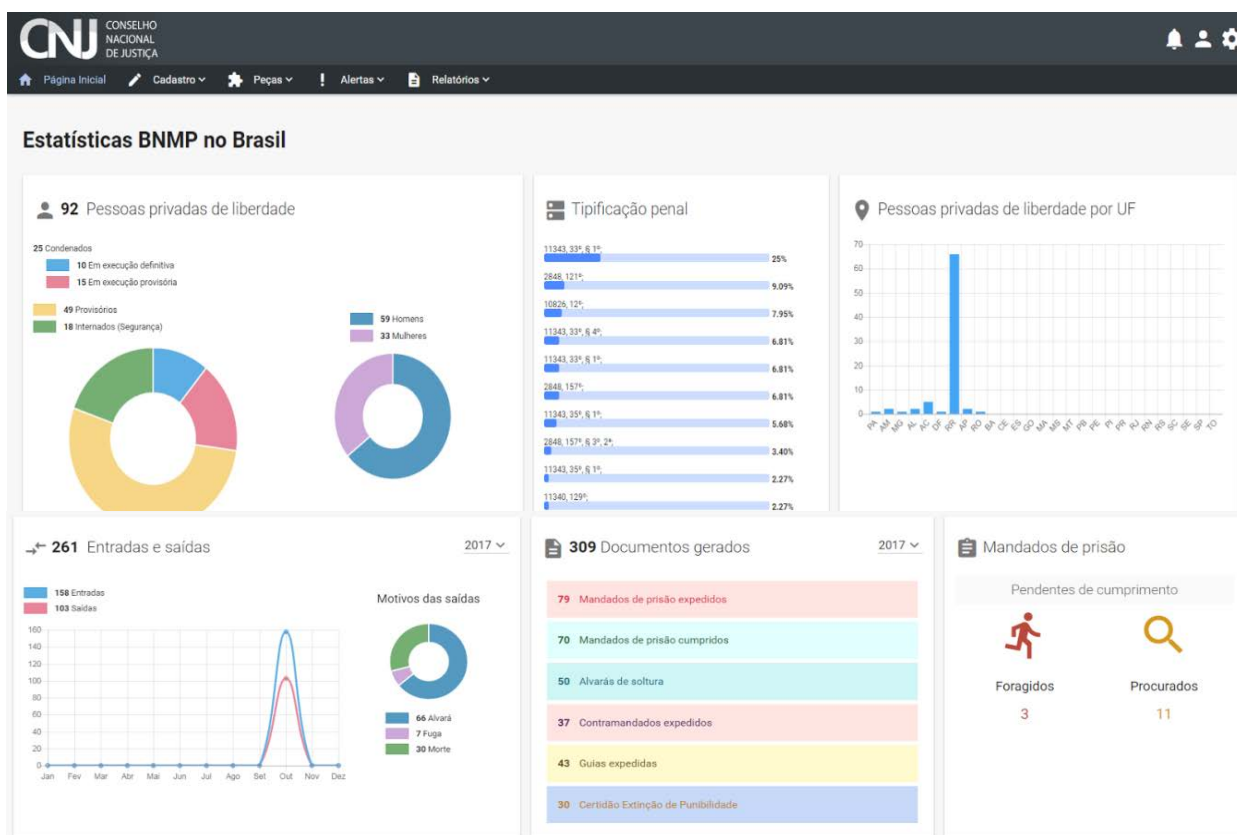 CNJ
CONSELHO
NACIONAL
DE JUSTIÇA
Página Inicial Cadastro Peças Alertas Relatórios
Estatísticas BNMP no Brasil
92 Pessoas privadas de liberdade
25 Condenados
10 Em execução definitiva
15 Em execução provisória
49 Provisórios
18 Internados (Segurança)
59 Homens
33 Mulheres
Tipificação penal
11343, 33º, § 1º;
25%
2848, 121º;
9.09%
10826, 12º;
7.95%
11343, 33º, § 4º;
6.81%
11343, 33º, § 1º;
6.81%
2848, 157º;
6.81%
11343, 35º, § 1º;
5.68%
2848, 157º, § 3º, 2ª;
3.40%
11343, 35º, § 1º;
2.27%
11340, 129º;
2.27%
Pessoas privadas de liberdade por UF
70
60
50
40
30
20
10
0
PA AM MG AL AC DF RR AP RO BA CE ES GO MA MS MT PB PE PI PR RJ RN RS SC SE SP TO
261 Entradas e saídas
2017
158 Entradas
103 Saídas
160
140
120
100
80
60
40
20
0
Jan Fev Mar Abr Mai Jun Jul Ago Set Out Nov Dez
Motivos das saídas
66 Alvará
7 Fuga
30 Morte
309 Documentos gerados
2017
79 Mandados de prisão expedidos
70 Mandados de prisão cumpridos
50 Alvarás de soltura
37 Contramandados expedidos
43 Guias expedidas
30 Certidão Extinção de Punibilidade
Mandados de prisão
Pendentes de cumprimento
Foragidos
3
Procurados
11